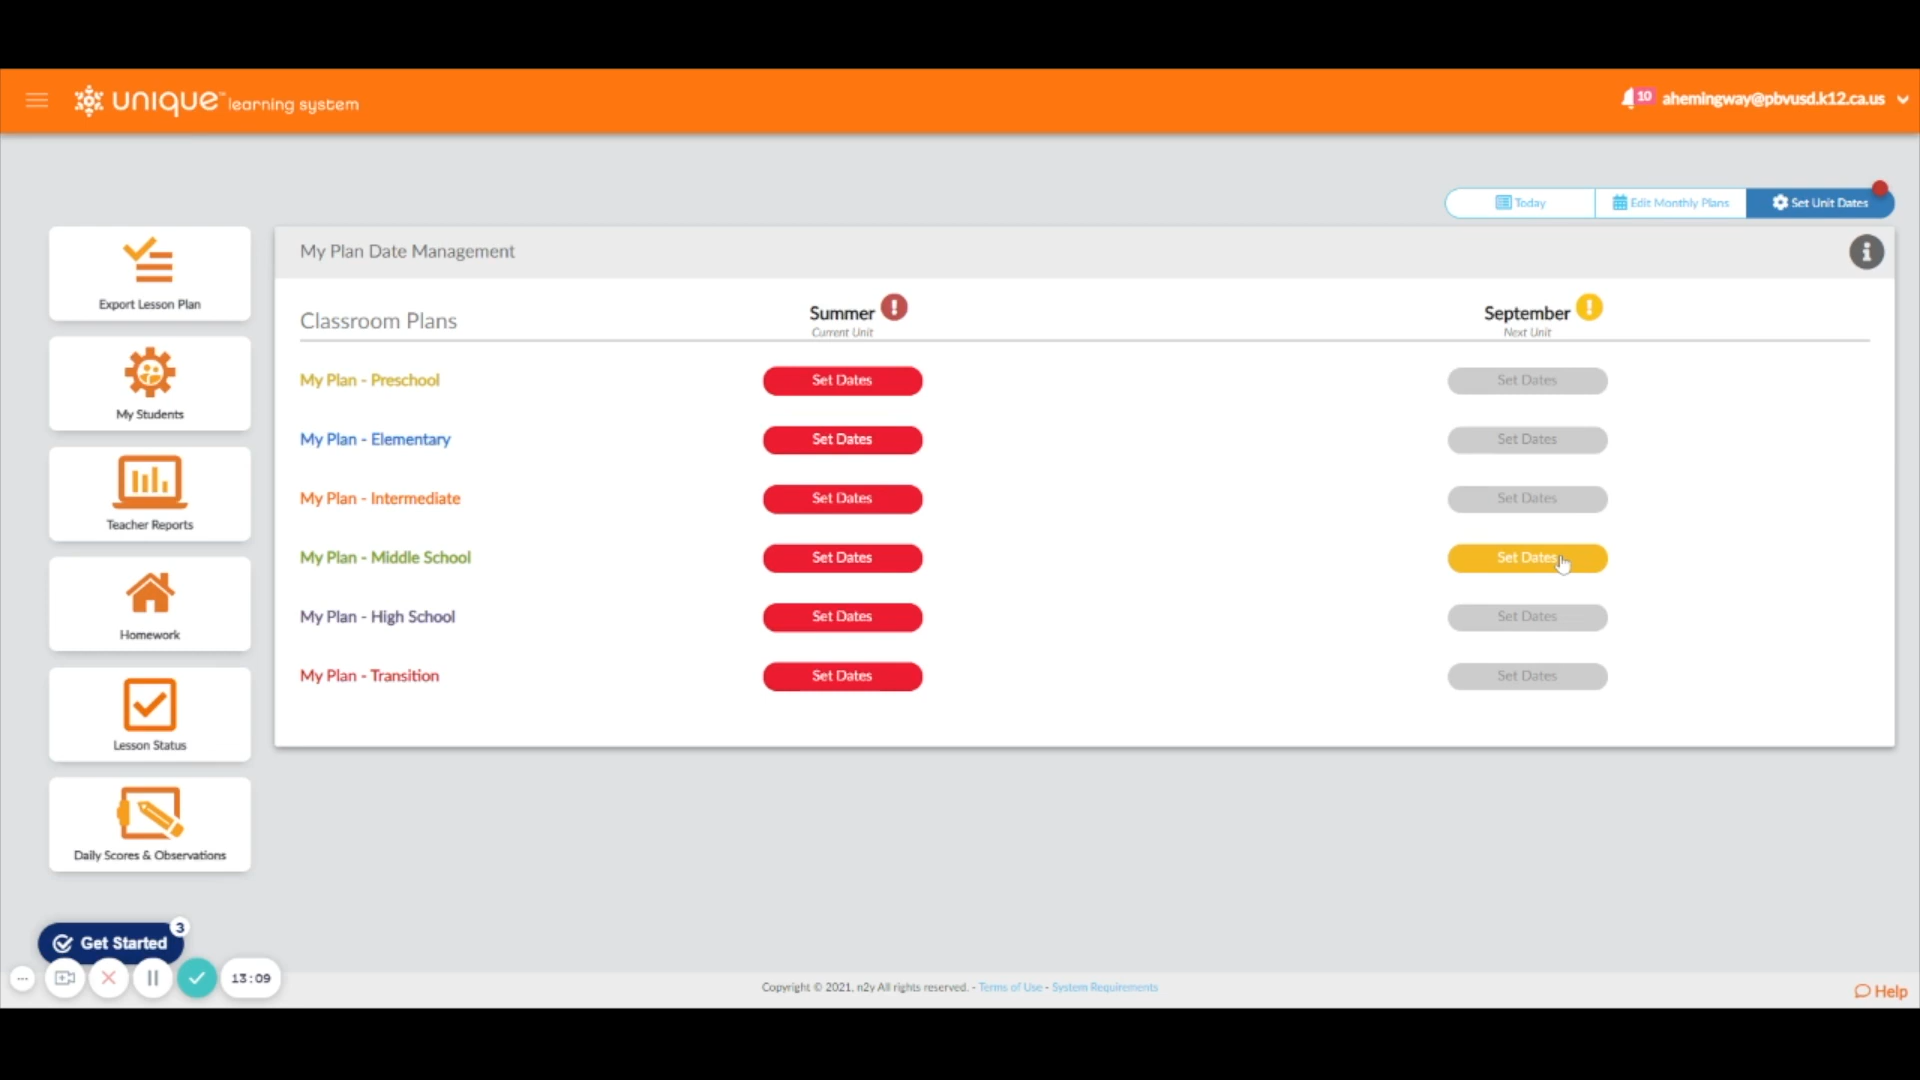 unique™ learning system
10 ahemingway@pbvusd.k12.ca.us
Today
Edit Monthly Plans
Set Unit Dates
My Plan Date Management
Classroom Plans
Summer !
Current Unit
September !
Next Unit
My Plan - Preschool
Set Dates
Set Dates
My Plan - Elementary
Set Dates
Set Dates
My Plan - Intermediate
Set Dates
Set Dates
My Plan - Middle School
Set Dates
Set Dates
My Plan - High School
Set Dates
Set Dates
My Plan - Transition
Set Dates
Set Dates
Export Lesson Plan
My Students
Teacher Reports
Homework
Lesson Status
Daily Scores & Observations
Get Started
3
13:09
Copyright © 2021, n2y All rights reserved. - Terms of Use - System Requirements
Help